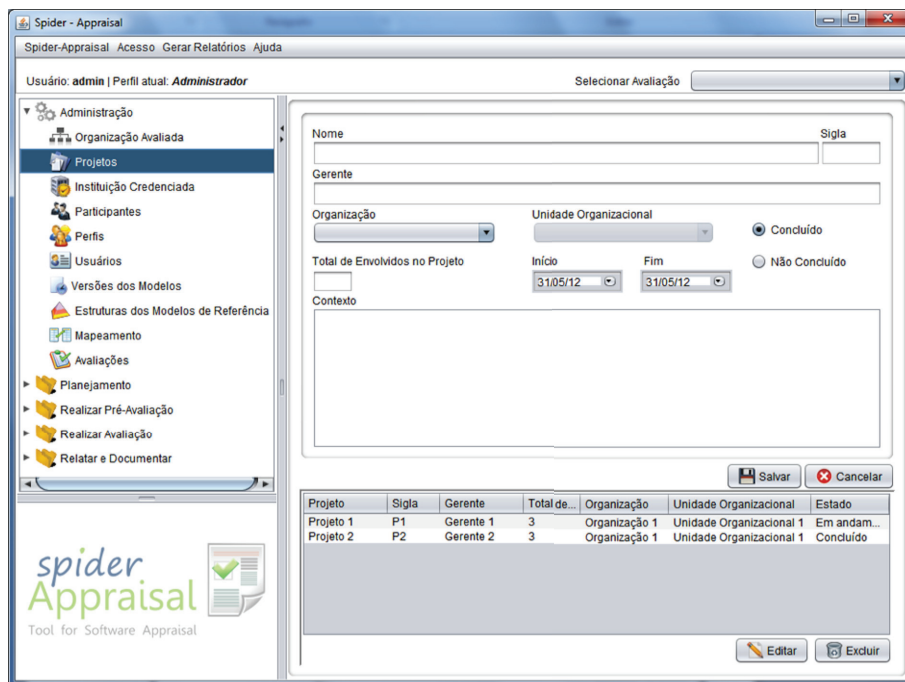 Spider - Appraisal
Spider-Appraisal Acesso Gerar Relatórios Ajuda
Usuário: admin | Perfil atual: Administrador
Selecionar Avaliação
Administração
Organização Avaliada
Projetos
Instituição Credenciada
Participantes
Perfis
Usuários
Versões dos Modelos
Estruturas dos Modelos de Referência
Mapeamento
Avaliações
Planejamento
Realizar Pré-Avaliação
Realizar Avaliação
Relatar e Documentar
spider
Appraisal
Tool for Software Appraisal
Nome Sigla
Gerente
Organização Unidade Organizacional
Concluído
Total de Envolvidos no Projeto Início Fim
Não Concluído
31/05/12 31/05/12
Contexto
Salvar Cancelar
Projeto Sigla Gerente Total de... Organização Unidade Organizacional Estado
Projeto 1 P1 Gerente 1 3 Organização 1 Unidade Organizacional 1 Em andam...
Projeto 2 P2 Gerente 2 3 Organização 1 Unidade Organizacional 1 Concluído
Editar Excluir